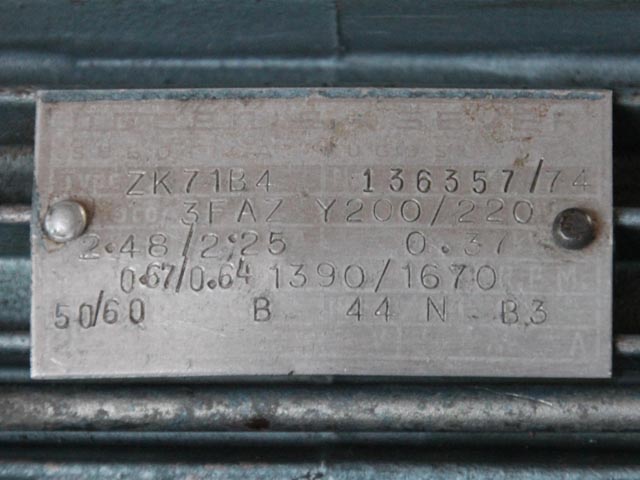 ZK71B4 136357/74
3FAZ Y200/220
2.48/2.25 0.37
0.67/0.64 1390/1670 P.M.
50/60 B 44 N B3
A